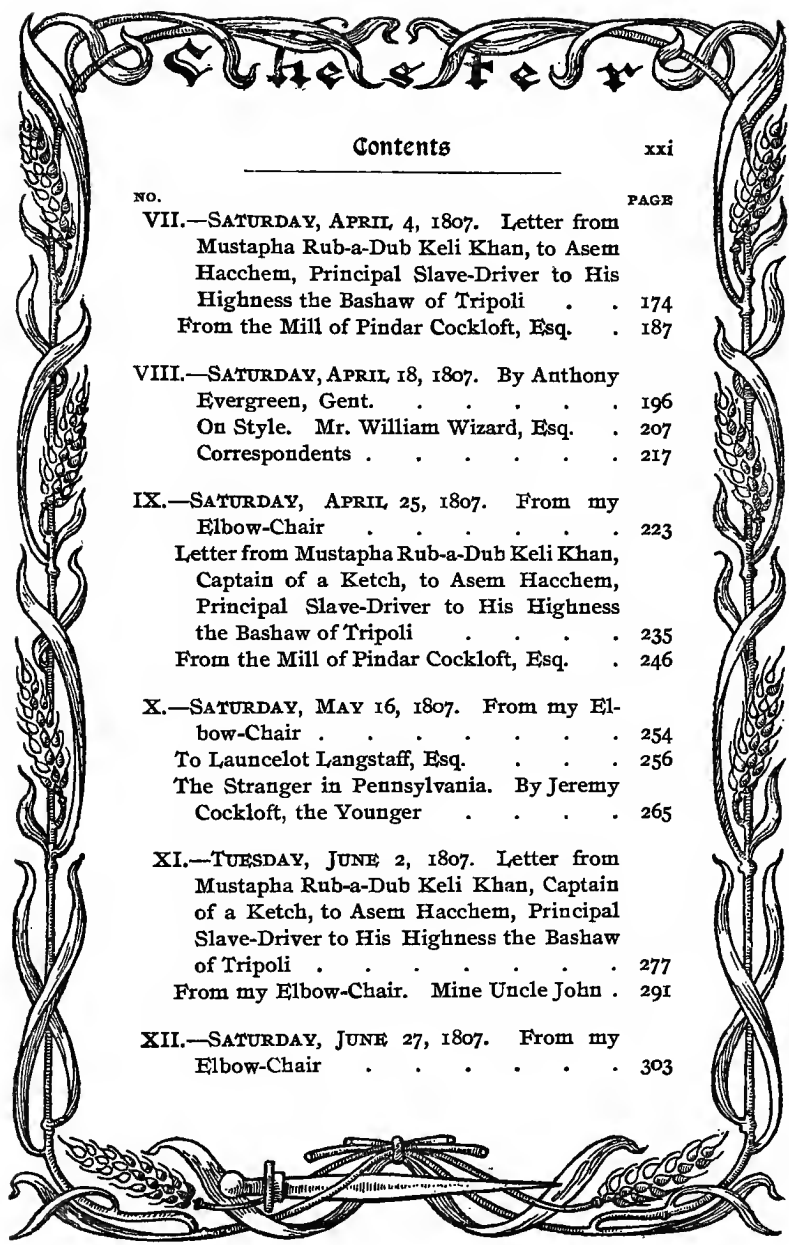 Chester
Contents xxi
NO. PAGE
VII.—SATURDAY, APRIL 4, 1807. Letter from
Mustapha Rub-a-Dub Keli Khan, to Asem
Hacchem, Principal Slave-Driver to His
Highness the Bashaw of Tripoli . . 174
From the Mill of Pindar Cockloft, Esq. . 187
VIII.—SATURDAY, APRIL 18, 1807. By Anthony
Evergreen, Gent. . . . . . 196
On Style. Mr. William Wizard, Esq. . 207
Correspondents . . . . . . 217
IX.—SATURDAY, APRIL 25, 1807. From my
Elbow-Chair . . . . . . 223
Letter from Mustapha Rub-a-Dub Keli Khan,
Captain of a Ketch, to Asem Hacchem,
Principal Slave-Driver to His Highness
the Bashaw of Tripoli . . . . 235
From the Mill of Pindar Cockloft, Esq. . 246
X.—SATURDAY, MAY 16, 1807. From my El-
bow-Chair . . . . . . . 254
To Launcelot Langstaff, Esq. . . . 256
The Stranger in Pennsylvania. By Jeremy
Cockloft, the Younger . . . . 265
XI.—TUESDAY, JUNE 2, 1807. Letter from
Mustapha Rub-a-Dub Keli Khan, Captain
of a Ketch, to Asem Hacchem, Principal
Slave-Driver to His Highness the Bashaw
of Tripoli . . . . . . . 277
From my Elbow-Chair. Mine Uncle John . 291
XII.—SATURDAY, JUNE 27, 1807. From my
Elbow-Chair . . . . . . 303